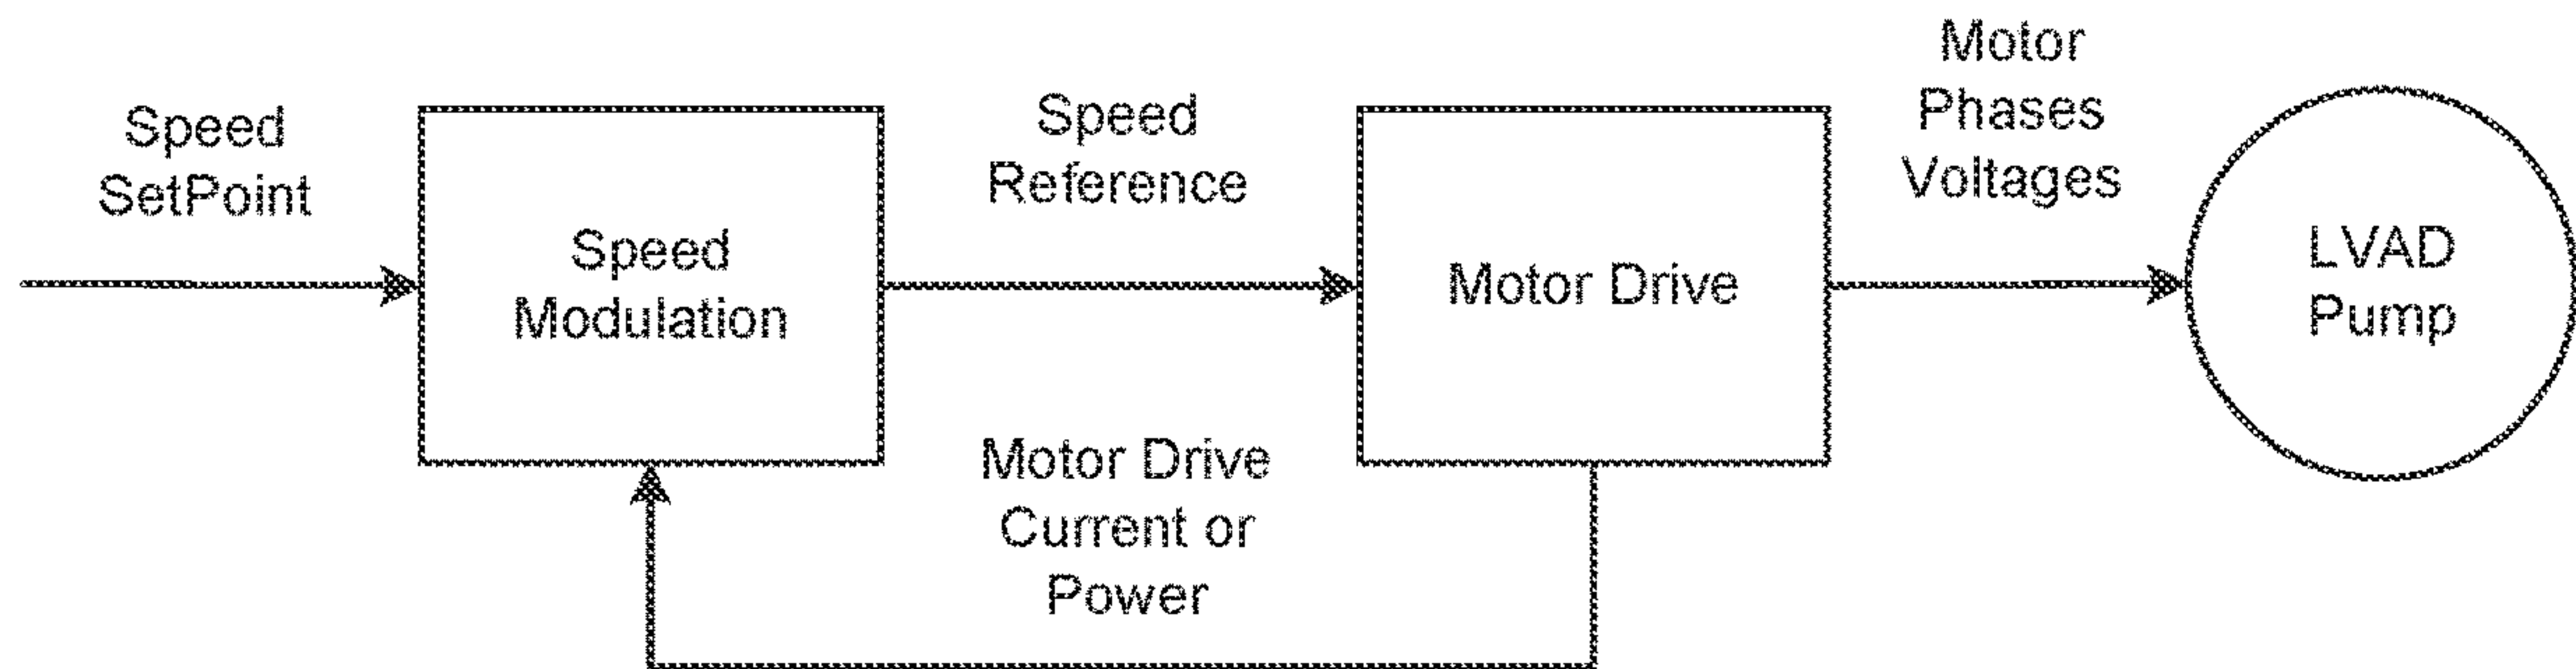 Speed
SetPoint
Speed
Modulation
Speed
Reference
Motor Drive
Current or
Power
Motor Drive
Motor
Phases
Voltages
LVAD
Pump